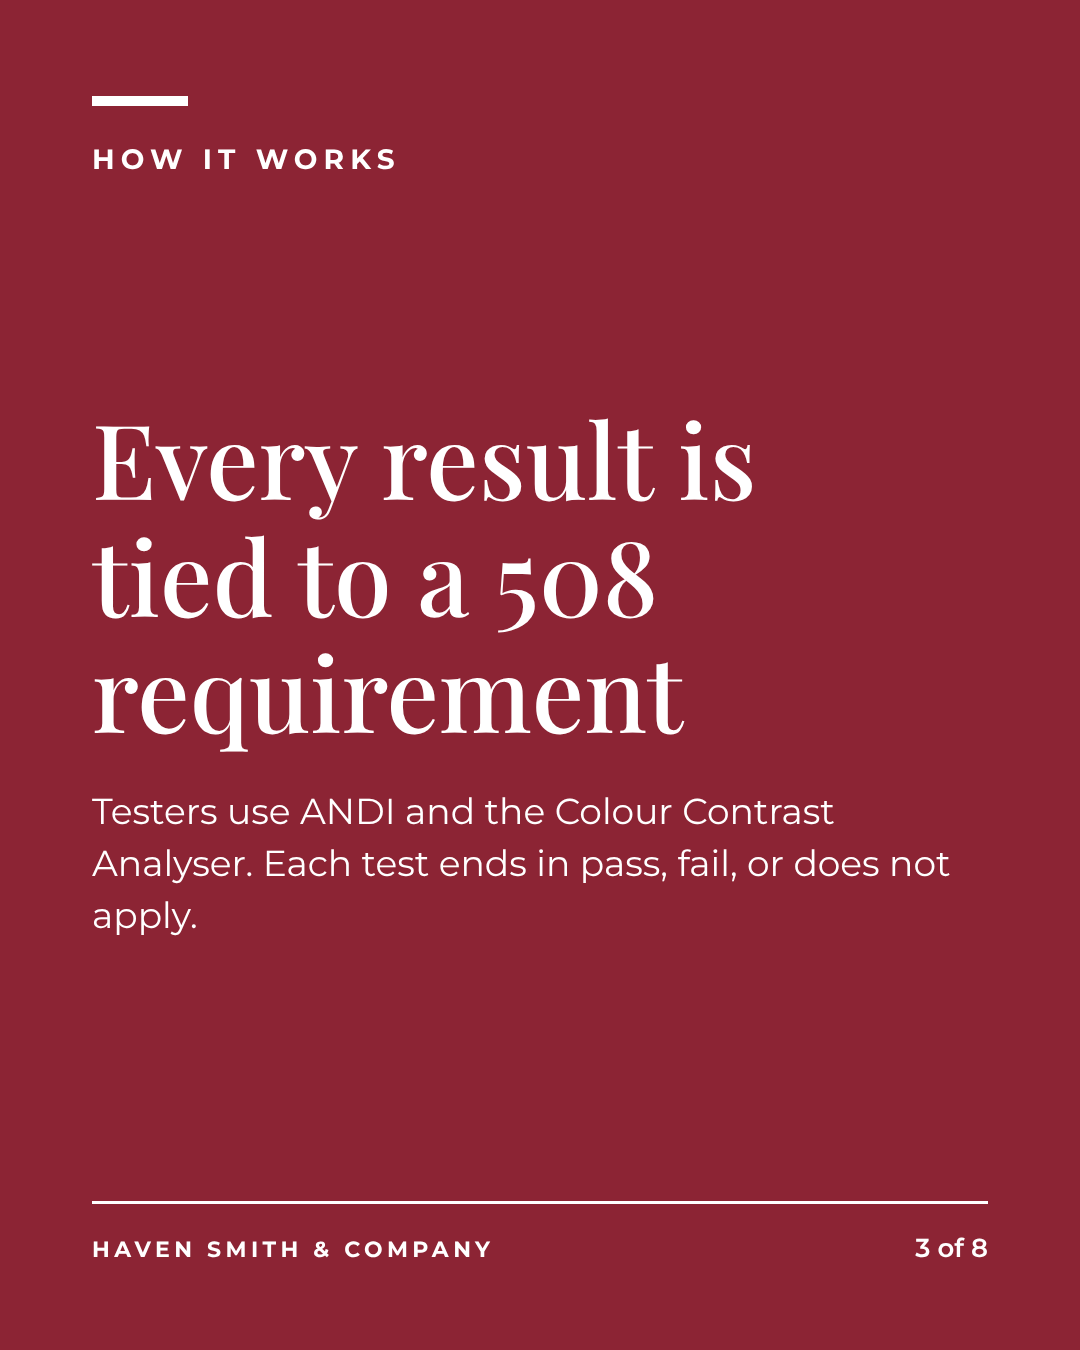 HOW IT WORKS
Every result is
tied to a 508
requirement
Testers use ANDI and the Colour Contrast
Analyser. Each test ends in pass, fail, or does not
apply.
HAVEN SMITH & COMPANY
3 of 8